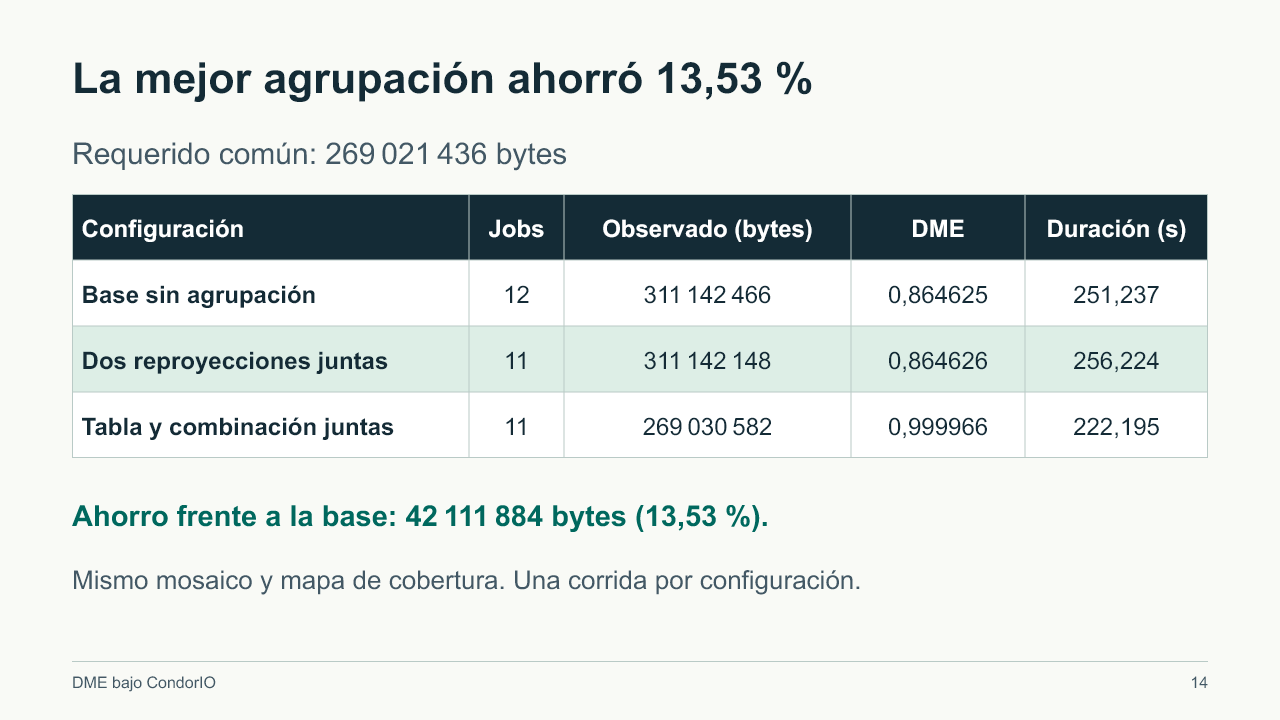 La mejor agrupación ahorró 13,53 %
Requerido común: 269 021 436 bytes
Configuración Jobs Observado (bytes) DME Duración (s)
Base sin agrupación 12 311 142 466 0,864625 251,237
Dos reproyecciones juntas 11 311 142 148 0,864626 256,224
Tabla y combinación juntas 11 269 030 582 0,999966 222,195
Ahorro frente a la base: 42 111 884 bytes (13,53 %).
Mismo mosaico y mapa de cobertura. Una corrida por configuración.
DME bajo CondorIO 14